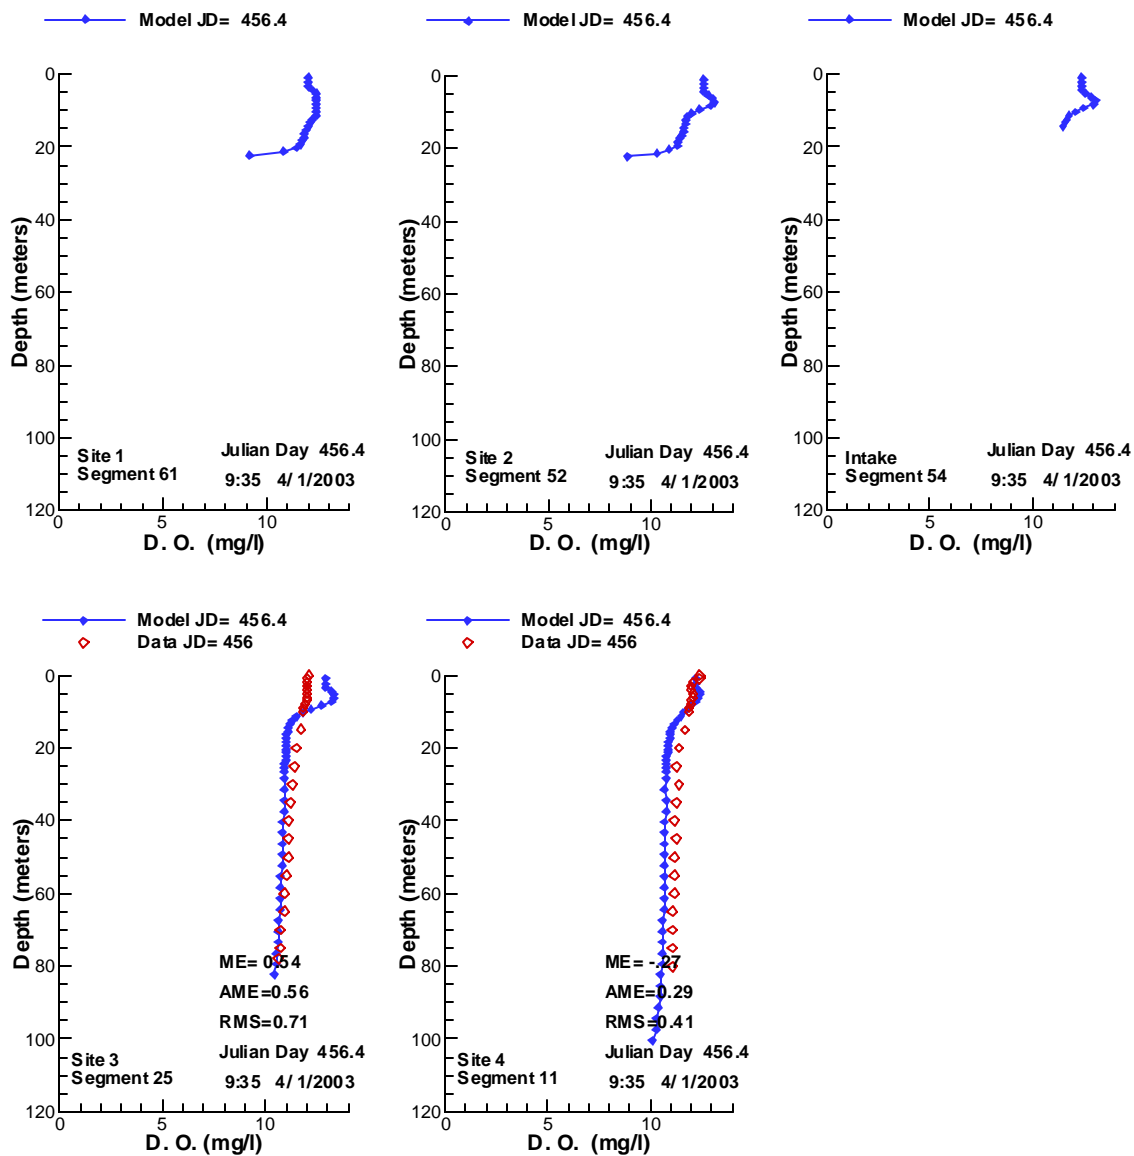 Model JD= 456.4
0
20
40
60
80
100
120
Depth (meters)
Site 1
Segment 61
Julian Day 456.4
9:35 4/ 1/2003
0 5 10
D. O. (mg/l)
Model JD= 456.4
0
20
40
60
80
100
120
Depth (meters)
Site 2
Segment 52
Julian Day 456.4
9:35 4/ 1/2003
0 5 10
D. O. (mg/l)
Model JD= 456.4
0
20
40
60
80
100
120
Depth (meters)
Intake
Segment 54
Julian Day 456.4
9:35 4/ 1/2003
0 5 10
D. O. (mg/l)
Model JD= 456.4
Data JD= 456
0
20
40
60
80
100
120
Depth (meters)
ME= 0.54
AME=0.56
RMS=0.71
Site 3
Segment 25
Julian Day 456.4
9:35 4/ 1/2003
0 5 10
D. O. (mg/l)
Model JD= 456.4
Data JD= 456
0
20
40
60
80
100
120
Depth (meters)
ME= -.27
AME=0.29
RMS=0.41
Site 4
Segment 11
Julian Day 456.4
9:35 4/ 1/2003
0 5 10
D. O. (mg/l)